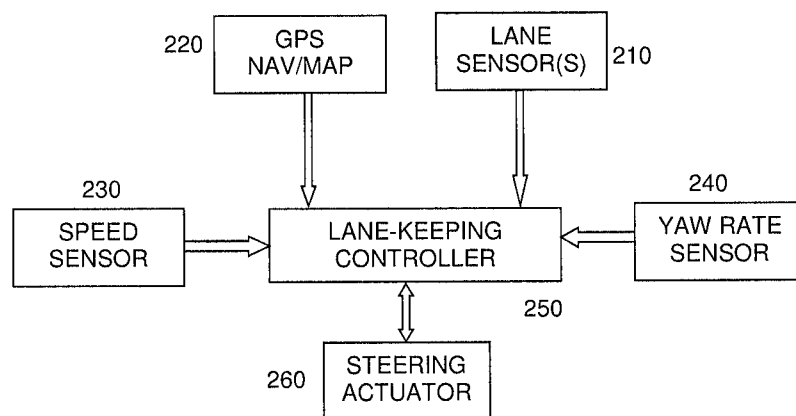 220
GPS
NAV/MAP
LANE
SENSOR(S)
210
230
SPEED
SENSOR
LANE-KEEPING
CONTROLLER
240
YAW RATE
SENSOR
250
260
STEERING
ACTUATOR